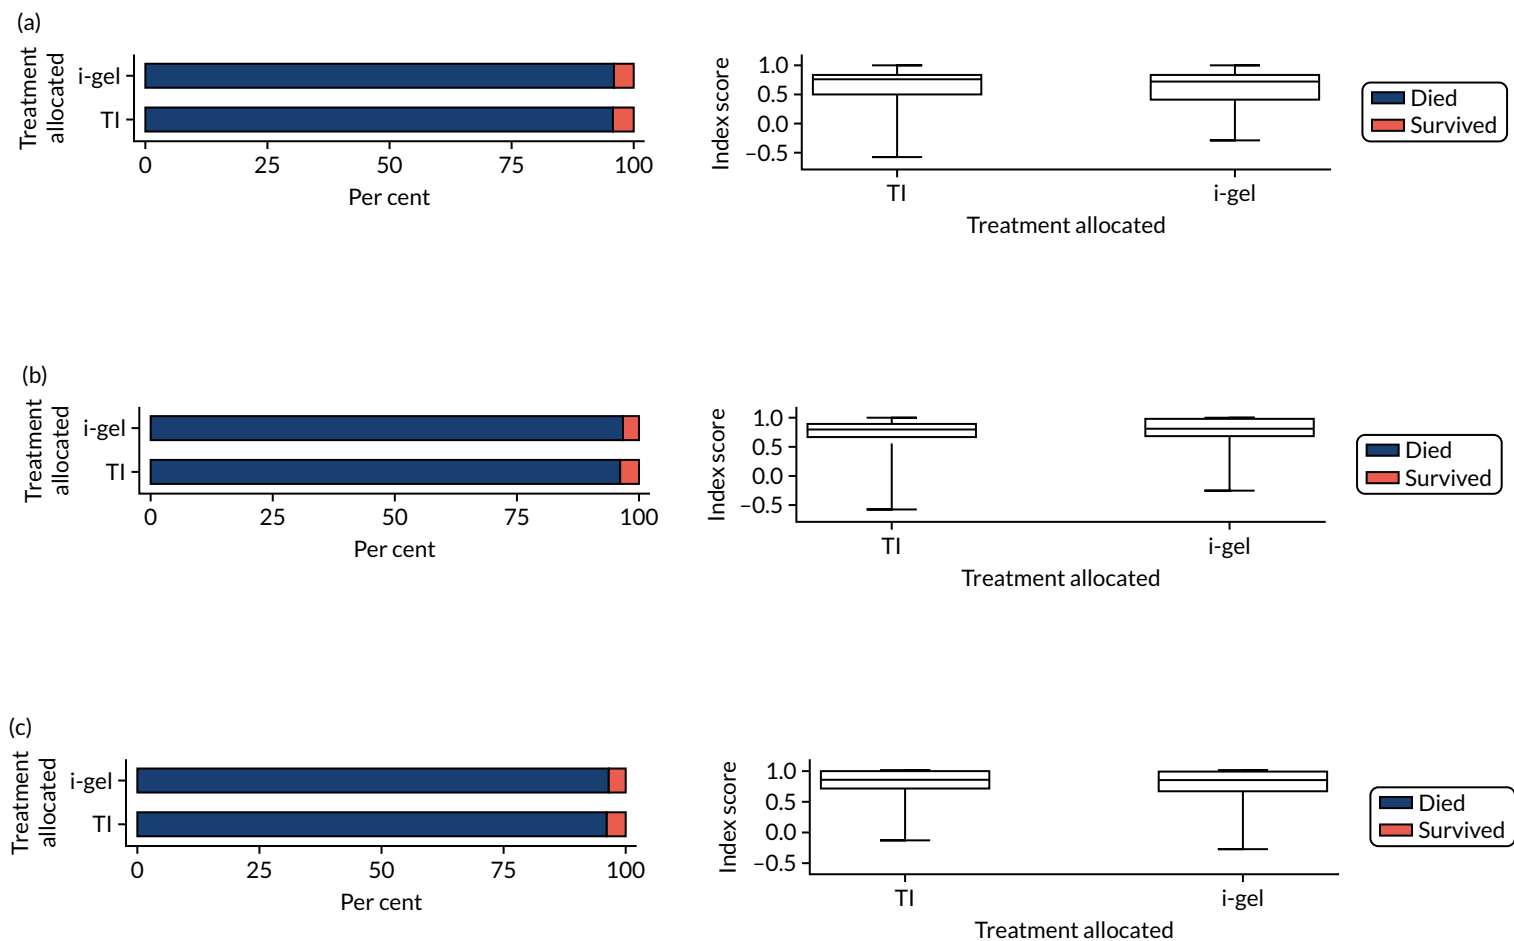 (a)
Treatment
allocated
i-gel
TI
0 25 50 75 100
Per cent
Index score
1.0
0.5
0.0
–0.5
TI i-gel
Treatment allocated
Died
Survived
(b)
Treatment
allocated
i-gel
TI
0 25 50 75 100
Per cent
Index score
1.0
0.5
0.0
–0.5
TI i-gel
Treatment allocated
Died
Survived
(c)
Treatment
allocated
i-gel
TI
0 25 50 75 100
Per cent
Index score
1.0
0.5
0.0
–0.5
TI i-gel
Treatment allocated
Died
Survived